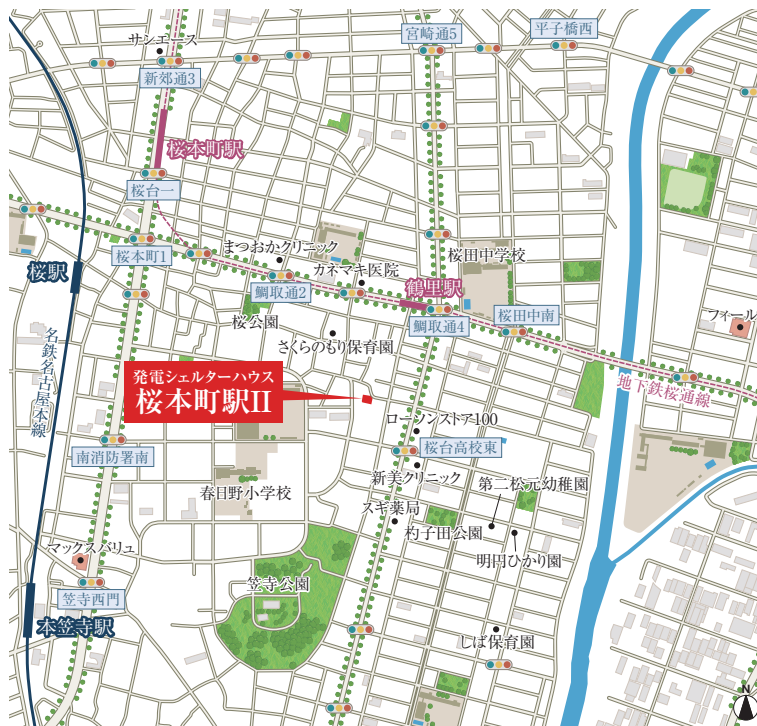 宮崎通5
平子橋西
サンエース
新郊通3
桜本町駅
桜台一
桜本町1
まつおかクリニック
桜田中学校
カネマキ医院
桜駅
鶴里駅
鯛取通2
桜田中南
フィール
桜公園
鯛取通4
さくらのもり保育園
名鉄名古屋本線
発電シェルターハウス
桜本町駅II
地下鉄桜通線
ローソンストア100
桜台高校東
南消防署南
新美クリニック
第二松元幼稚園
春日野小学校
スギ薬局
杓子田公園
マックスバリュ
明円ひかり園
笠寺公園
笠寺西門
本笠寺駅
しば保育園
N